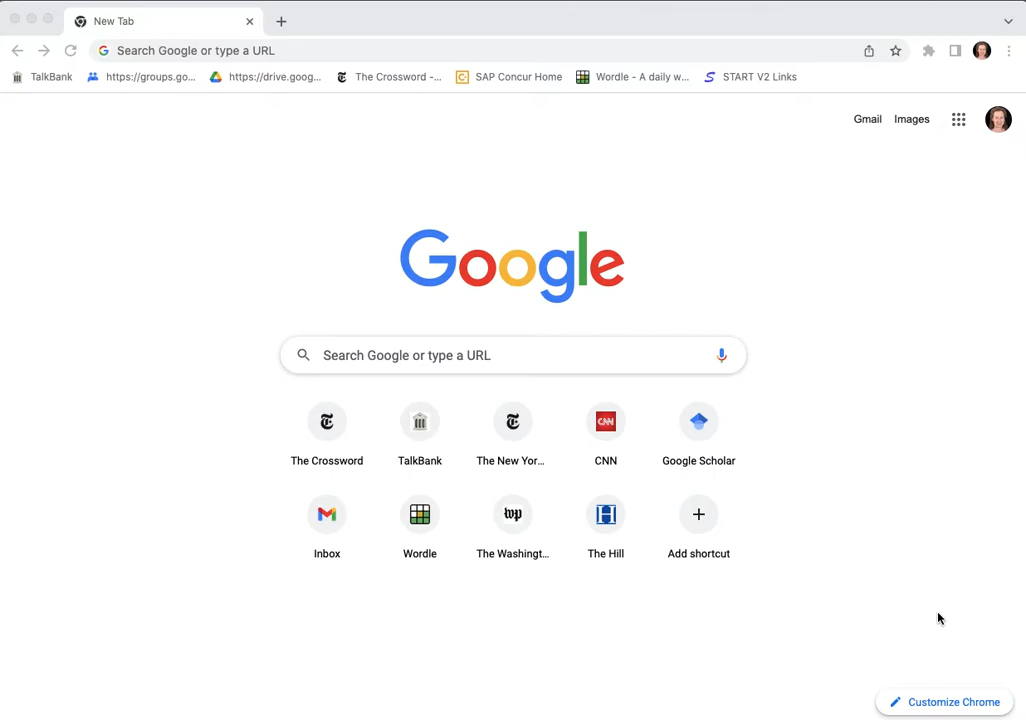 New Tab
Search Google or type a URL
TalkBank https://groups.go... https://drive.goog... The Crossword -... SAP Concur Home Wordle - A daily w... START V2 Links
Gmail Images
Google
Search Google or type a URL
The Crossword TalkBank The New Yor... CNN Google Scholar
Inbox Wordle The Washingt... The Hill Add shortcut
Customize Chrome